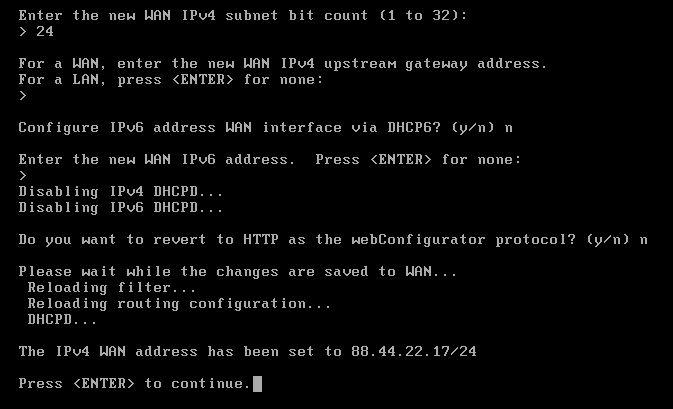 Enter the new WAN IPv4 subnet bit count (1 to 32):
> 24
For a WAN, enter the new WAN IPv4 upstream gateway address.
For a LAN, press <ENTER> for none:
>
Configure IPv6 address WAN interface via DHCP6? (y/n) n
Enter the new WAN IPv6 address.  Press <ENTER> for none:
>
Disabling IPv4 DHCPD...
Disabling IPv6 DHCPD...
Do you want to revert to HTTP as the webConfigurator protocol? (y/n) n
Please wait while the changes are saved to WAN...
 Reloading filter...
 Reloading routing configuration...
 DHCPD...
The IPv4 WAN address has been set to 88.44.22.17/24
Press <ENTER> to continue.